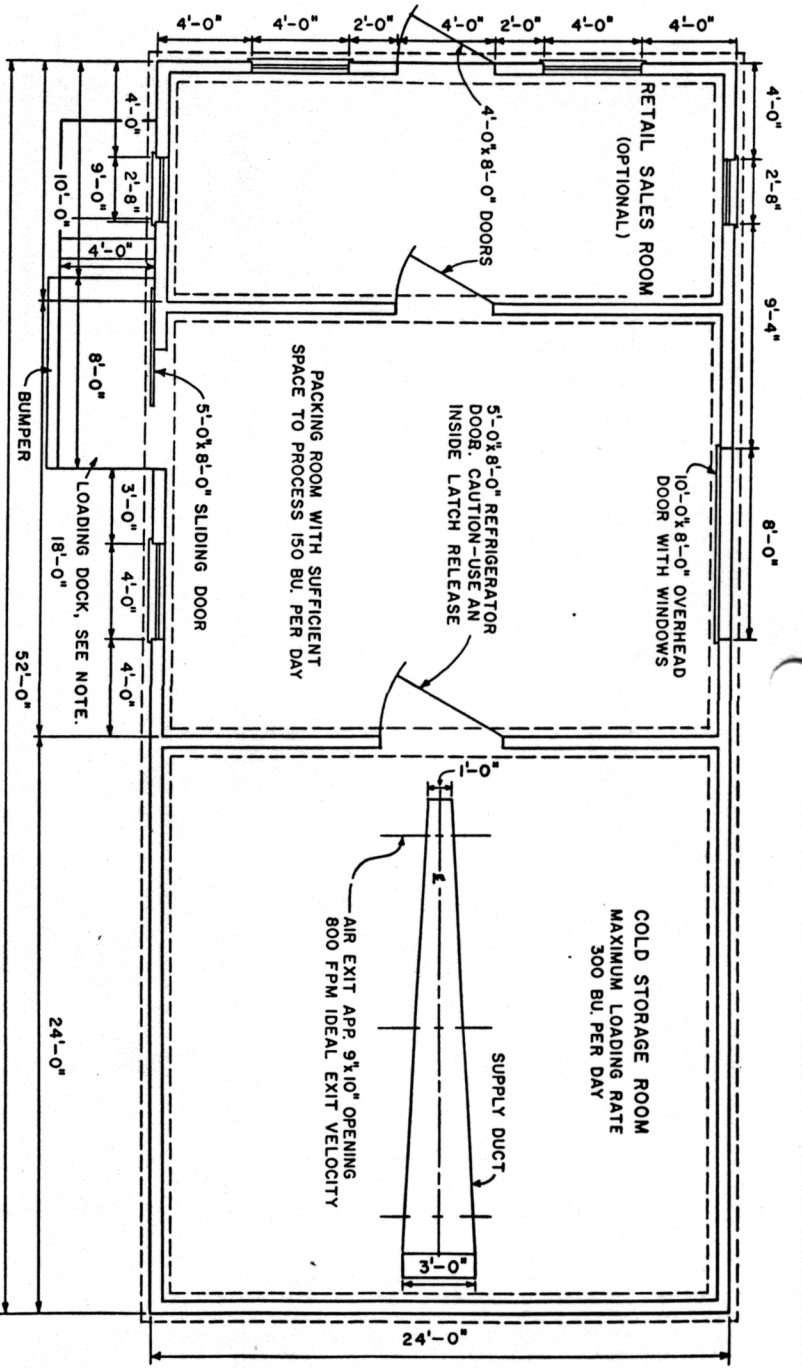 4'-0"
4'-0"
2'-0"
4'-0"
2'-0"
4'-0"
4'-0"
RETAIL SALES ROOM
(OPTIONAL)
4'-0"x8'-0" DOORS
4'-0"
2'-8"
9'-4"
8'-0"
4'-0"
2'-8"
9'-0"
10'-0"
4'-0"
8'-0"
BUMPER
LOADING DOCK, SEE NOTE.
18'-0"
3'-0"
4'-0"
4'-0"
52'-0"
24'-0"
10'-0"x8'-0" OVERHEAD
DOOR WITH WINDOWS
5'-0"x8'-0" REFRIGERATOR
DOOR. CAUTION-USE AN
INSIDE LATCH RELEASE
PACKING ROOM WITH SUFFICIENT
SPACE TO PROCESS 150 BU. PER DAY
5'-0"x8'-0" SLIDING DOOR
COLD STORAGE ROOM
MAXIMUM LOADING RATE
300 BU. PER DAY
1'-0"
SUPPLY DUCT
AIR EXIT APP. 9"x10" OPENING
800 FPM IDEAL EXIT VELOCITY
3'-0"
24'-0"